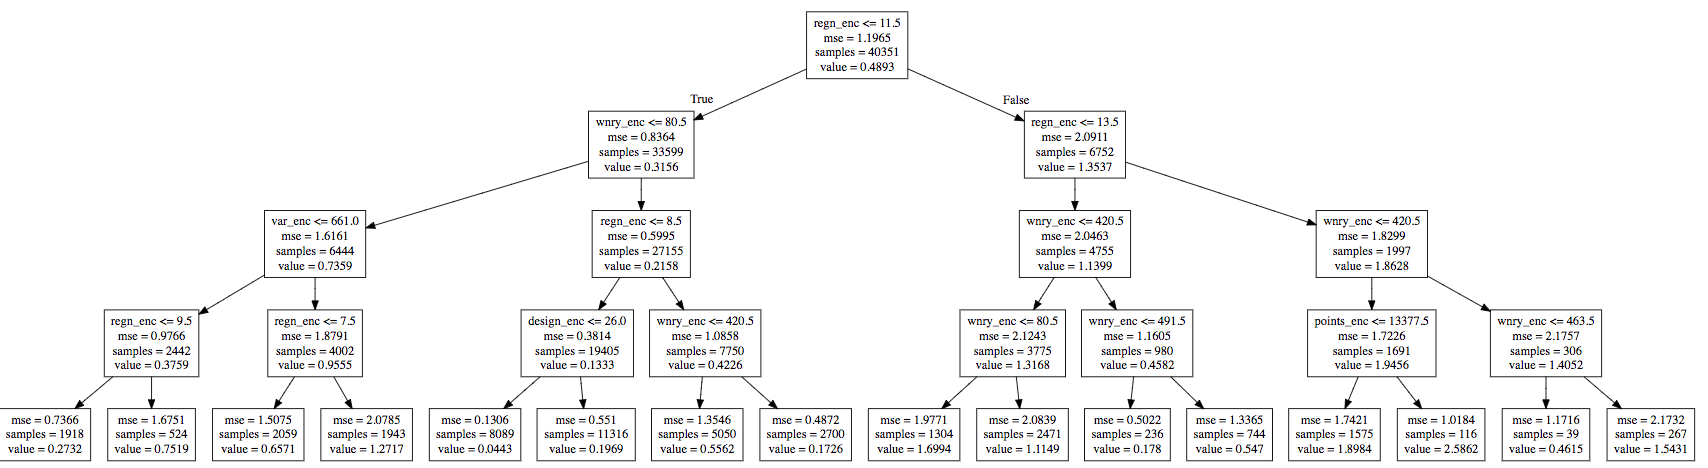 regn_enc <= 11.5
mse = 1.1965
samples = 40351
value = 0.4893
True
False
wnry_enc <= 80.5
mse = 0.8364
samples = 33599
value = 0.3156
regn_enc <= 13.5
mse = 2.0911
samples = 6752
value = 1.3537
var_enc <= 661.0
mse = 1.6161
samples = 6444
value = 0.7359
regn_enc <= 8.5
mse = 0.5995
samples = 27155
value = 0.2158
wnry_enc <= 420.5
mse = 2.0463
samples = 4755
value = 1.1399
wnry_enc <= 420.5
mse = 1.8299
samples = 1997
value = 1.8628
regn_enc <= 9.5
mse = 0.9766
samples = 2442
value = 0.3759
regn_enc <= 7.5
mse = 1.8791
samples = 4002
value = 0.9555
design_enc <= 26.0
mse = 0.3814
samples = 19405
value = 0.1333
wnry_enc <= 420.5
mse = 1.0858
samples = 7750
value = 0.4226
wnry_enc <= 80.5
mse = 2.1243
samples = 3775
value = 1.3168
wnry_enc <= 491.5
mse = 1.1605
samples = 980
value = 0.4582
points_enc <= 13377.5
mse = 1.7226
samples = 1691
value = 1.9456
wnry_enc <= 463.5
mse = 2.1757
samples = 306
value = 1.4052
mse = 0.7366
samples = 1918
value = 0.2732
mse = 1.6751
samples = 524
value = 0.7519
mse = 1.5075
samples = 2059
value = 0.6571
mse = 2.0785
samples = 1943
value = 1.2717
mse = 0.1306
samples = 8089
value = 0.0443
mse = 0.551
samples = 11316
value = 0.1969
mse = 1.3546
samples = 5050
value = 0.5562
mse = 0.4872
samples = 2700
value = 0.1726
mse = 1.9771
samples = 1304
value = 1.6994
mse = 2.0839
samples = 2471
value = 1.1149
mse = 0.5022
samples = 236
value = 0.178
mse = 1.3365
samples = 744
value = 0.547
mse = 1.7421
samples = 1575
value = 1.8984
mse = 1.0184
samples = 116
value = 2.5862
mse = 1.1716
samples = 39
value = 0.4615
mse = 2.1732
samples = 267
value = 1.5431